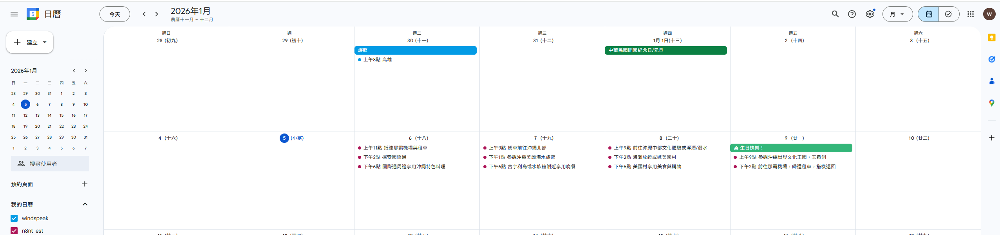 日曆
今天
2026年1月
農曆十一月 ~ 十二月
月
W
建立
2026年1月
日 一 二 三 四 五 六
28 29 30 31 1 2 3
4 5 6 7 8 9 10
11 12 13 14 15 16 17
18 19 20 21 22 23 24
25 26 27 28 29 30 31
1 2 3 4 5 6 7
搜尋使用者
預約頁面
我的日曆
windspeak
n8nt-est
週日 週一 週二 週三 週四 週五 週六
28 (初九) 29 (初十) 30 (十一) 31 (十二) 1月 1日(十三) 2 (十四) 3 (十五)
護照
上午8點 高雄
中華民國開國紀念日/元旦
4 (十六) 5 (小寒) 6 (十八) 7 (十九) 8 (二十) 9 (廿一) 10 (廿二)
上午11點 抵達那霸機場與租車
下午2點 探索國際通
下午6點 國際通周邊享用沖繩特色料理
上午9點 駕車前往沖繩北部
下午1點 參觀沖繩美麗海水族館
下午6點 古宇利島或水族館附近享用晚餐
上午9點 前往沖繩中部文化體驗或浮潛/潛水
下午2點 海灘放鬆或逛美國村
下午6點 美國村享用美食與購物
生日快樂！
上午9點 參觀沖繩世界文化王國・玉泉洞
下午2點 前往那霸機場，歸還租車，搭機返回